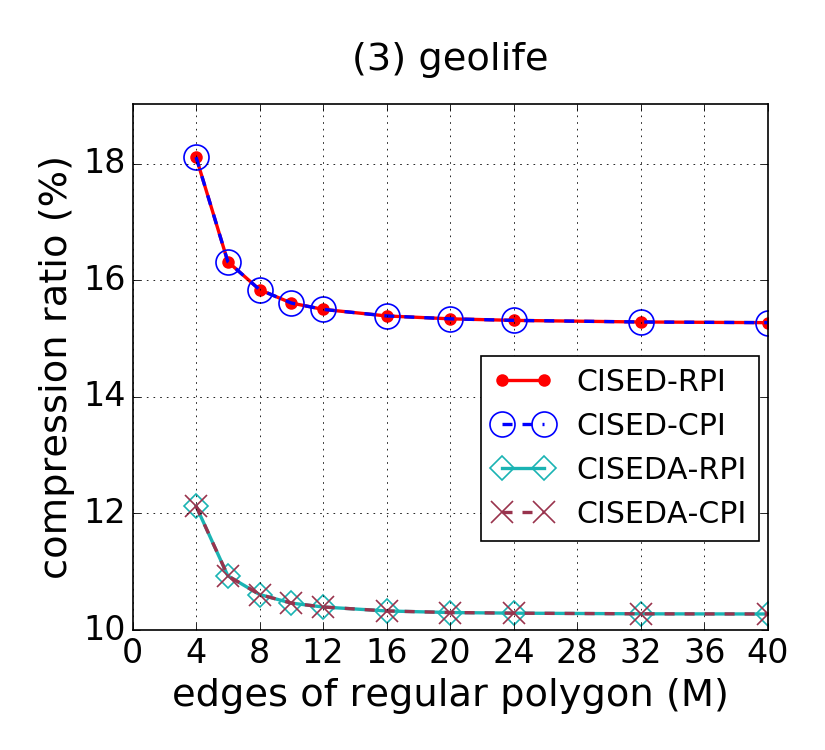 (3) geolife
compression ratio (%)
18
16
14
12
10
CISED-RPI
CISED-CPI
CISEDA-RPI
CISEDA-CPI
0 4 8 12 16 20 24 28 32 36 40
edges of regular polygon (M)